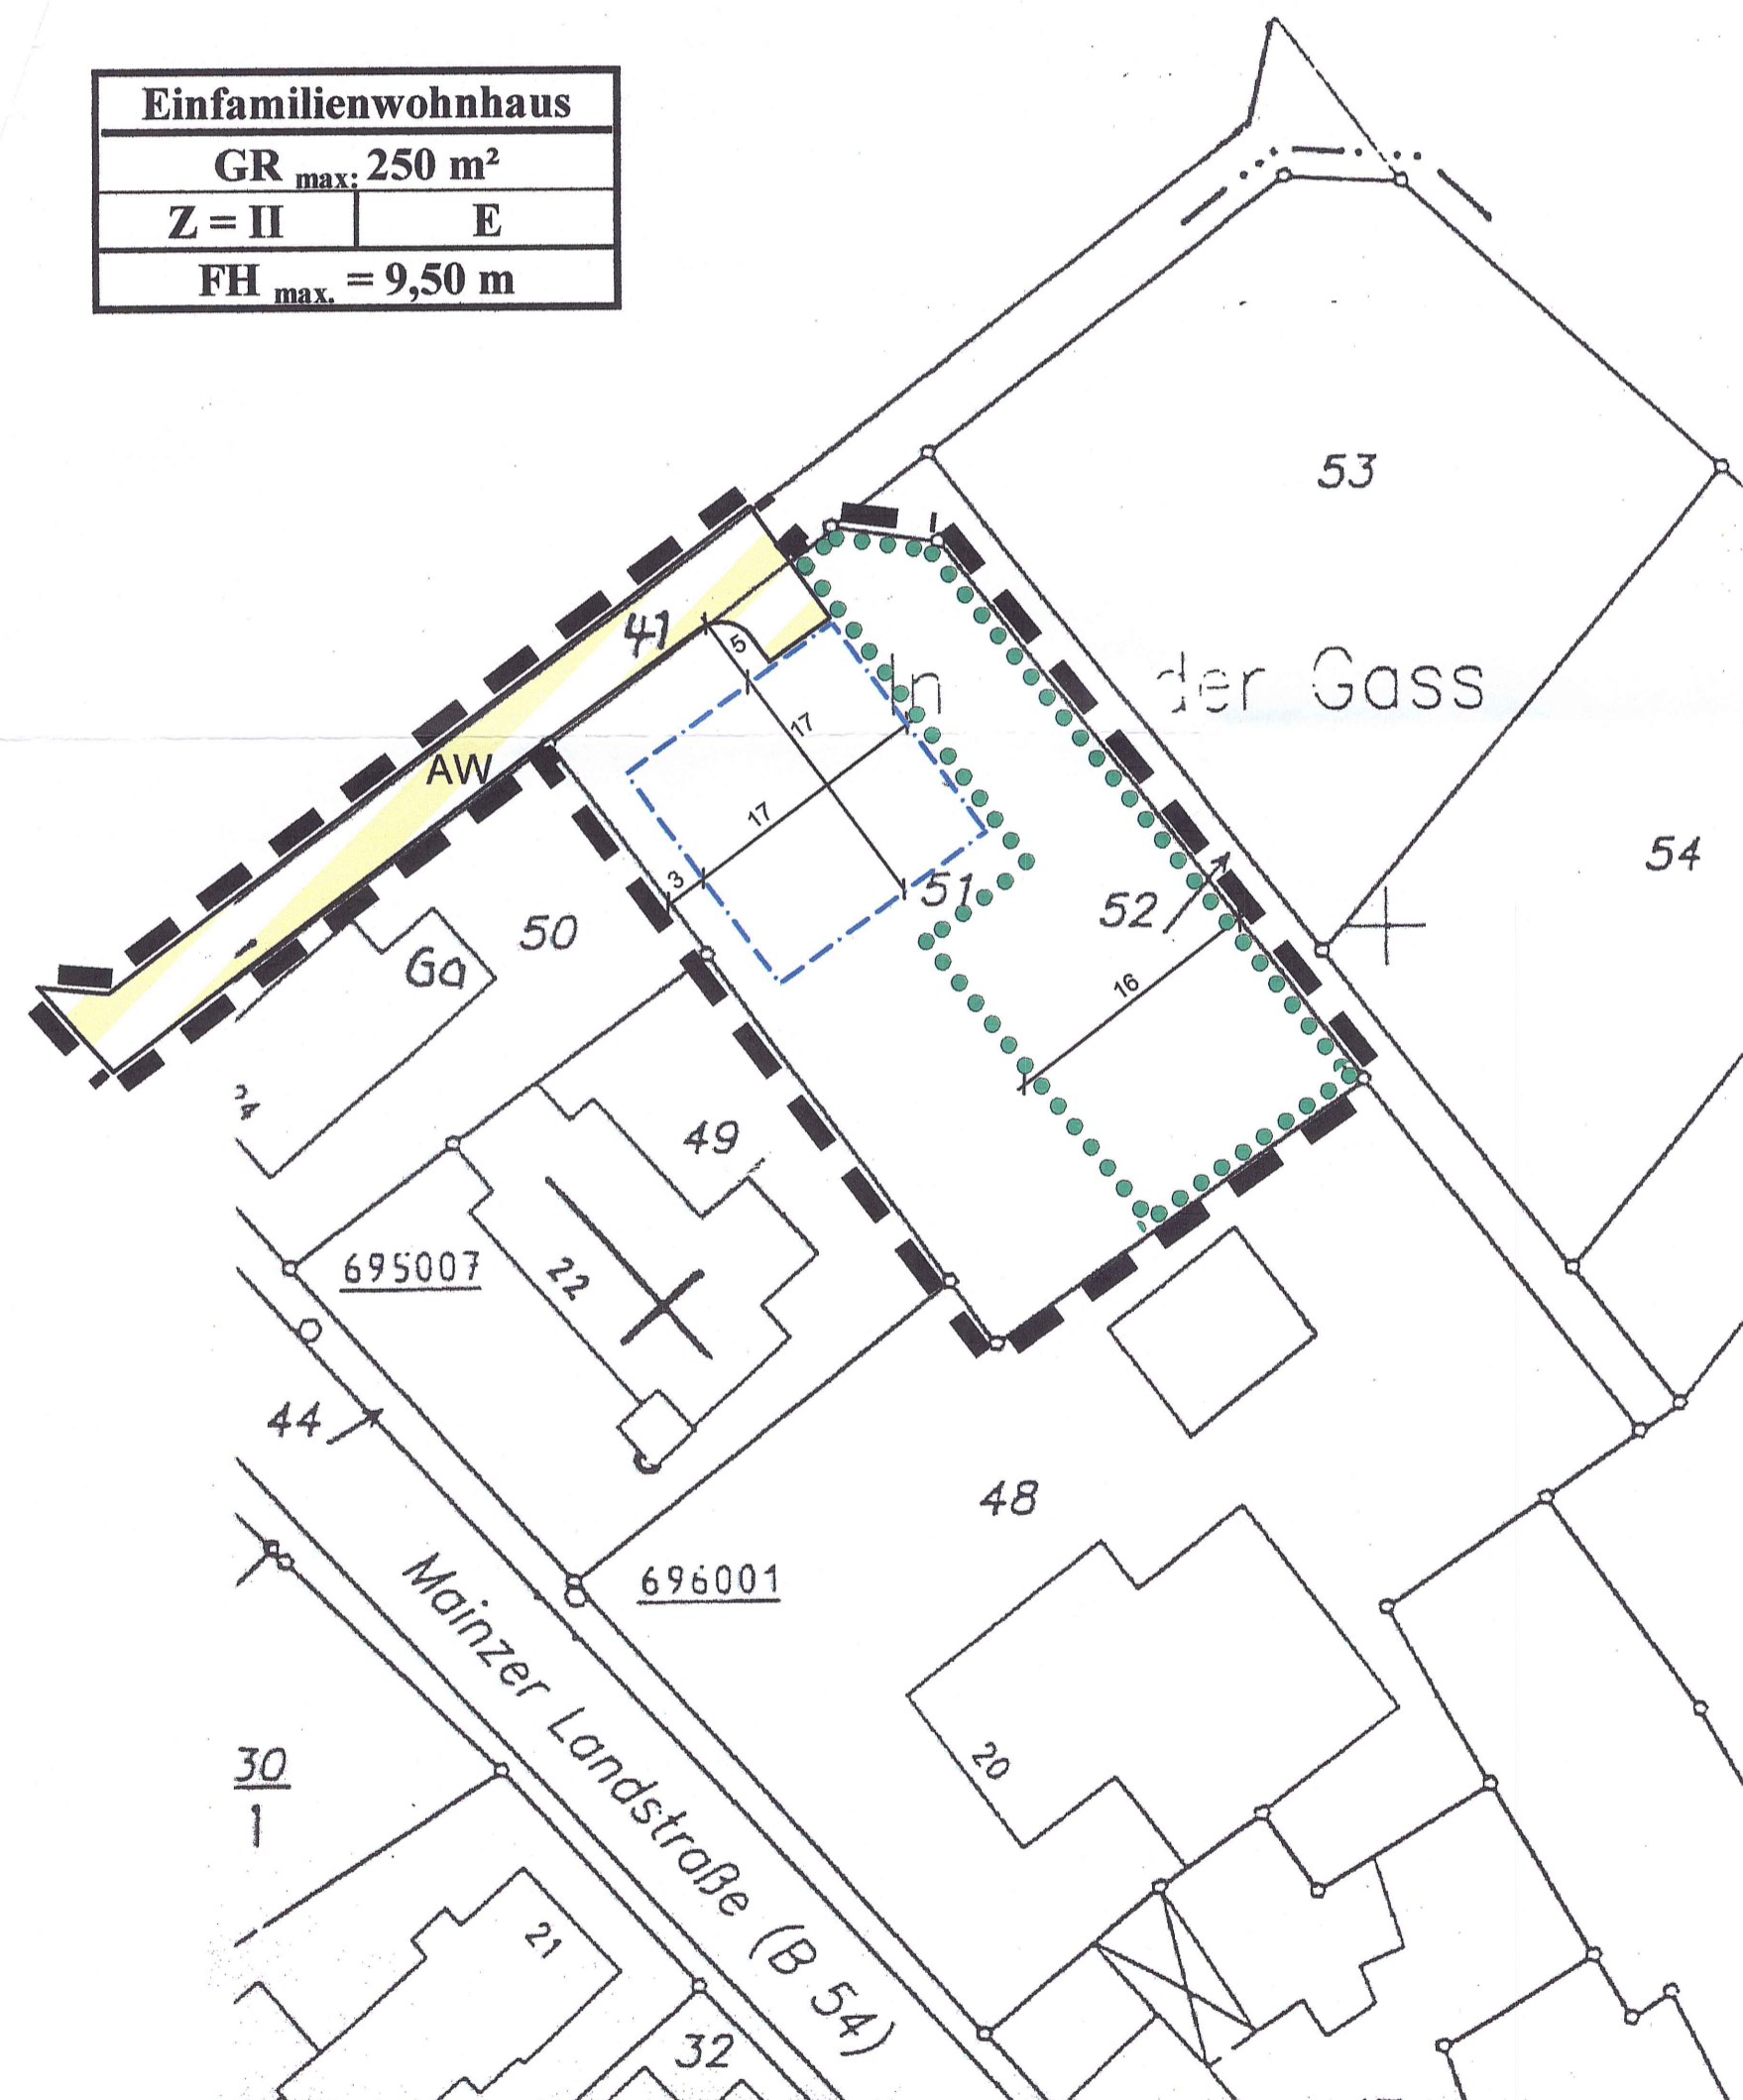 Einfamilienwohnhaus
GR max: 250 m²
Z = II E
FH max. = 9,50 m
53
41
5
In der Gass
AW
17
17
3
51
52
54
50
Ga
16
49
695007
22
44
48
696001
Mainzer Landstraße (B 54)
20
30
1
21
32